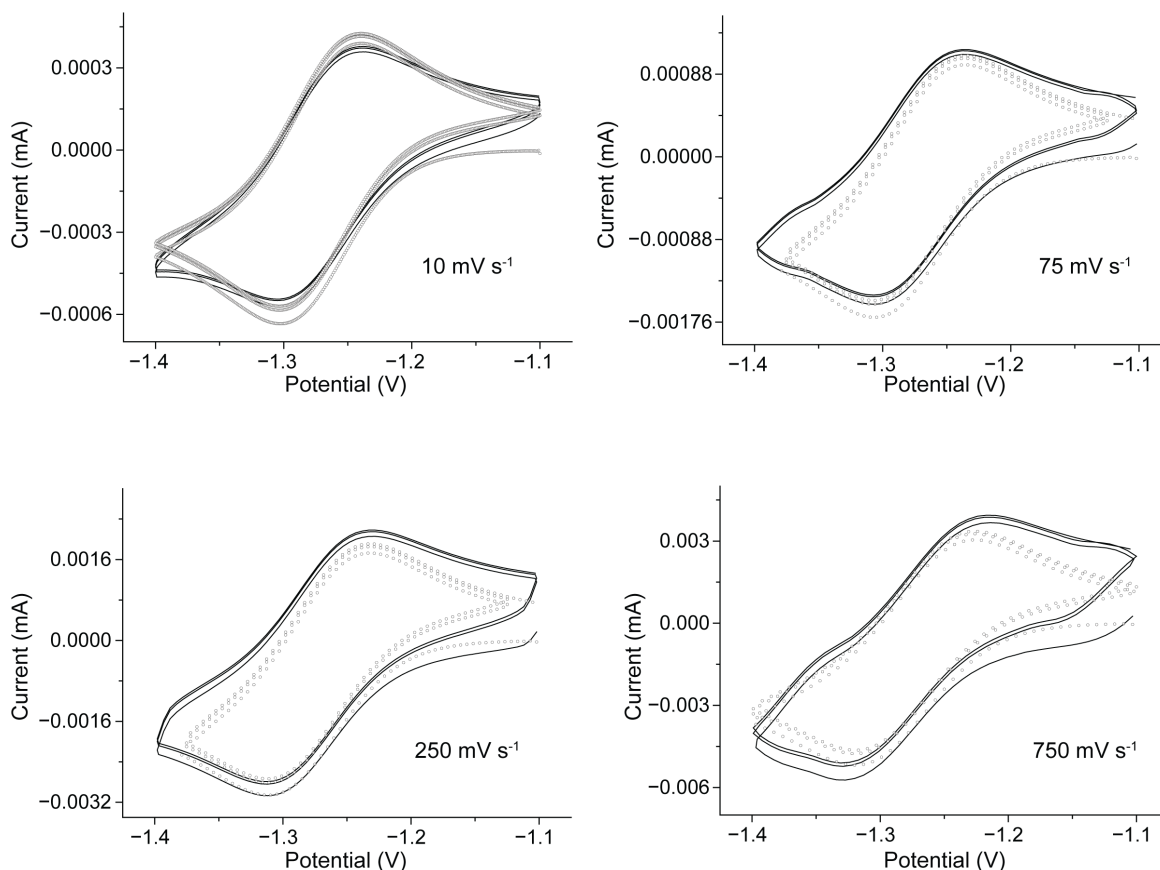 0.0003
0.0000
−0.0003
−0.0006
Current (mA)
10 mV s-1
−1.4
−1.3
−1.2
−1.1
Potential (V)
0.00088
0.00000
−0.00088
−0.00176
Current (mA)
75 mV s-1
−1.4
−1.3
−1.2
−1.1
Potential (V)
0.0016
0.0000
−0.0016
−0.0032
Current (mA)
250 mV s-1
−1.4
−1.3
−1.2
−1.1
Potential (V)
0.003
0.000
−0.003
−0.006
Current (mA)
750 mV s-1
−1.4
−1.3
−1.2
−1.1
Potential (V)